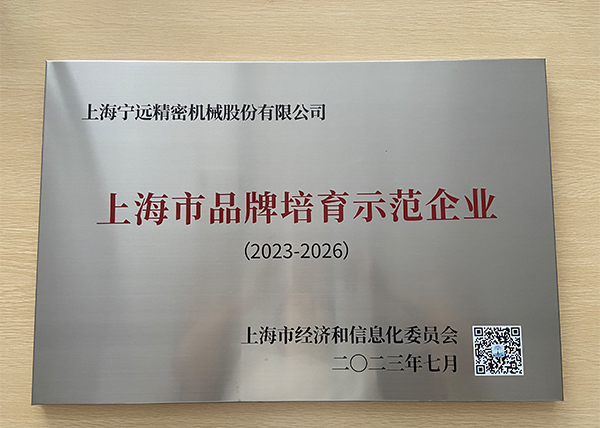 上海宁远精密机械股份有限公司
上海市品牌培育示范企业
（2023-2026）
上海市经济和信息化委员会
二〇二三年七月